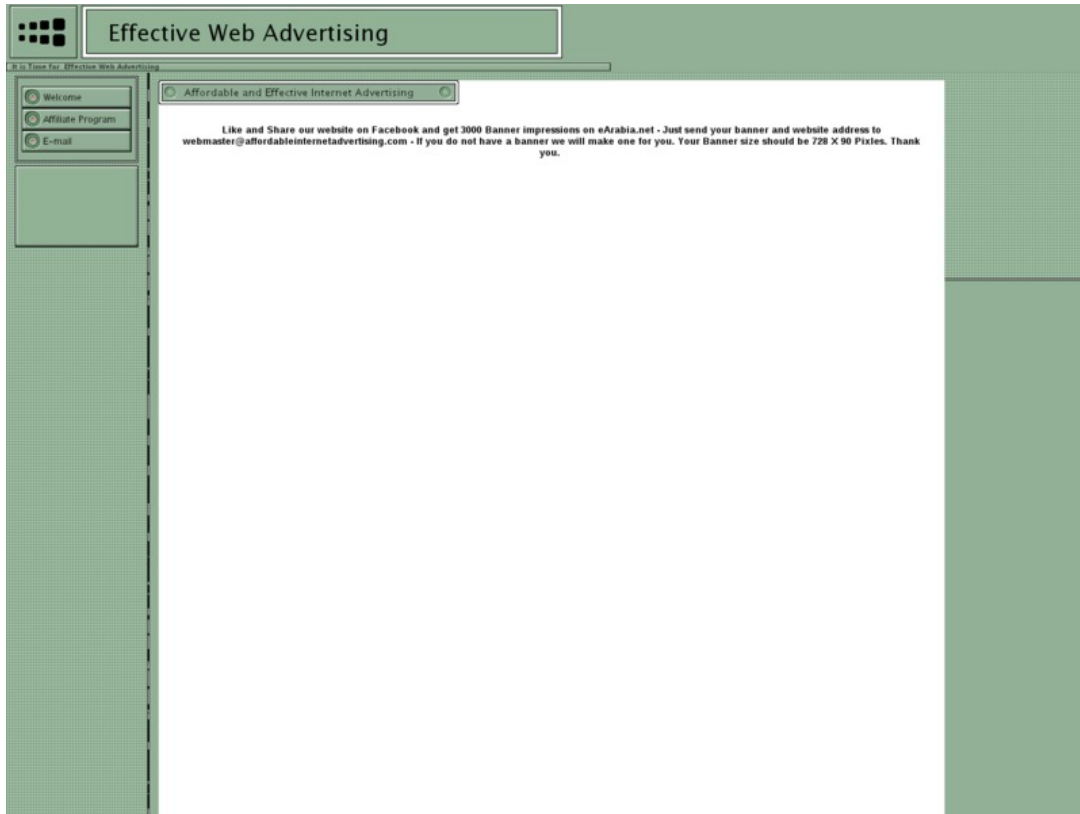 Effective Web Advertising
It is Time for Effective Web Advertising
Welcome
Affiliate Program
E-mail
Affordable and Effective Internet Advertising
Like and Share our website on Facebook and get 3000 Banner impressions on eArabia.net - Just send your banner and website address to
webmaster@affordableinternetadvertising.com - If you do not have a banner we will make one for you. Your Banner size should be 728 X 90 Pixles. Thank
you.